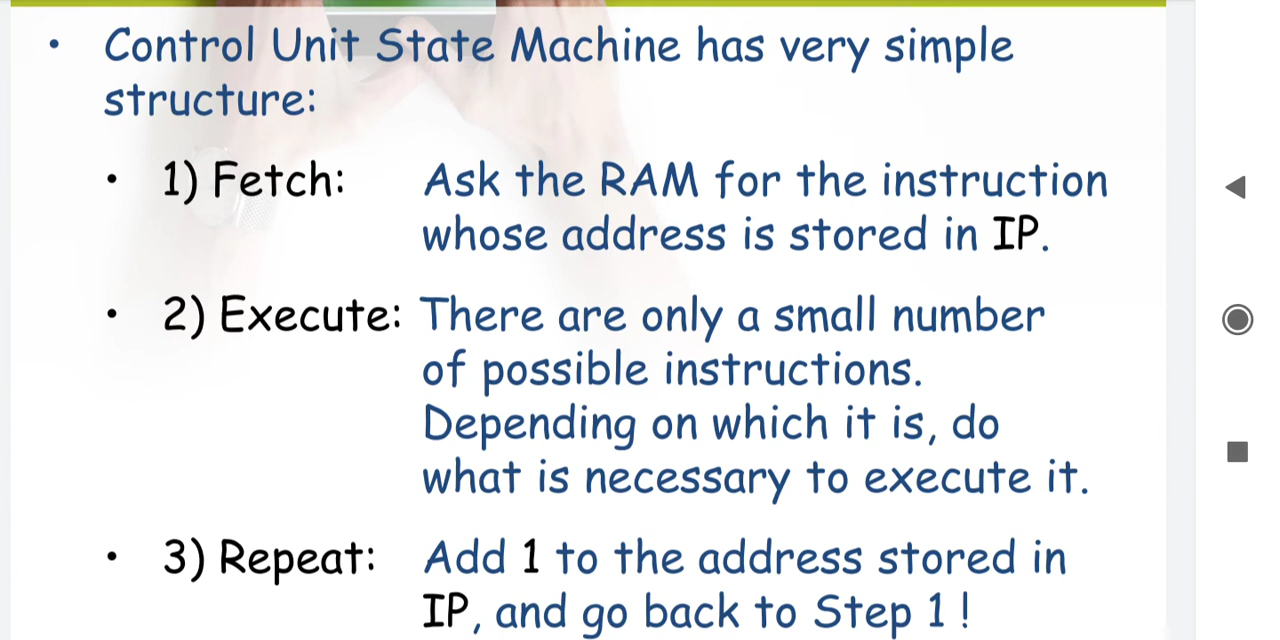 • Control Unit State Machine has very simple
structure:
• 1) Fetch: Ask the RAM for the instruction
whose address is stored in IP.
• 2) Execute: There are only a small number
of possible instructions.
Depending on which it is, do
what is necessary to execute it.
• 3) Repeat: Add 1 to the address stored in
IP, and go back to Step 1 !